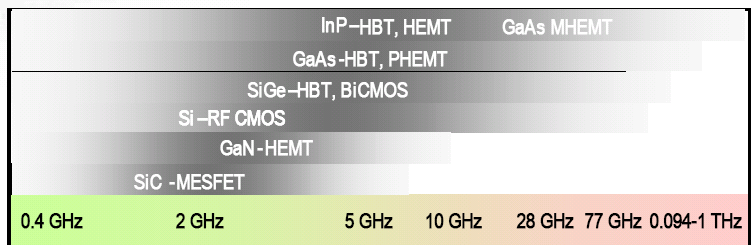 InP–HBT, HEMT GaAs MHEMT
GaAs-HBT, PHEMT
SiGe–HBT, BiCMOS
Si–RF CMOS
GaN-HEMT
SiC -MESFET
0.4 GHz 2 GHz 5 GHz 10 GHz 28 GHz 77 GHz 0.094-1 THz